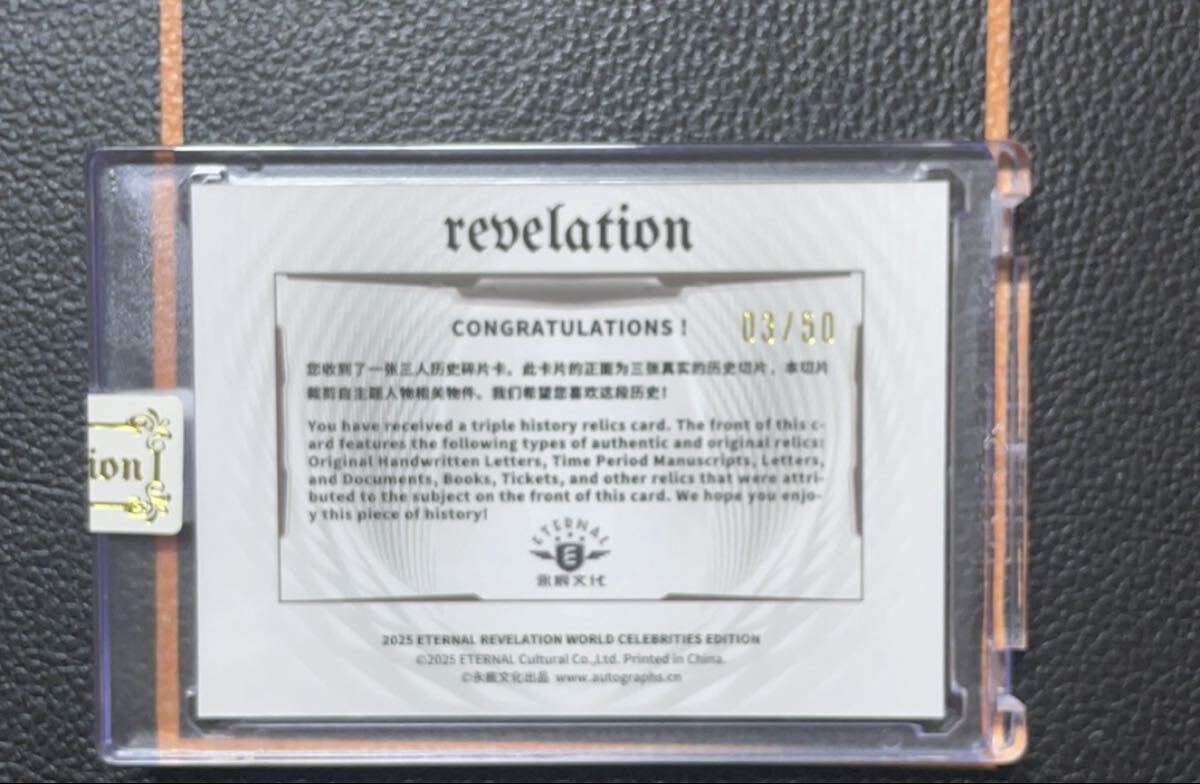 revelation
CONGRATULATIONS !
03/50
您收到了一张三人历史碎片卡。此卡片的正面为三张真实的历史切片，本切片
裁剪自主题人物相关物件。我们希望您喜欢这段历史！
You have received a triple history relics card. The front of this c-
ard features the following types of authentic and original relics:
Original Handwritten Letters, Time Period Manuscripts, Letters,
and Documents, Books, Tickets, and other relics that were attri-
buted to the subject on the front of this card. We hope you enjo-
y this piece of history!
ion
ETERNAL
E
永宸文化
2025 ETERNAL REVELATION WORLD CELEBRITIES EDITION
©2025 ETERNAL Cultural Co.,Ltd. Printed in China.
©永宸文化出品 www.autographs.cn